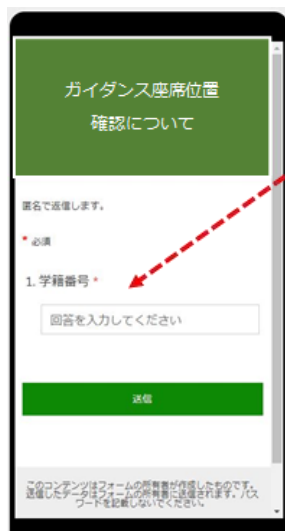 ガイダンス座席位置
確認について
匿名で返信します。
* 必須
1. 学籍番号 *
回答を入力してください
送信
このコンテンツはフォームの所有者が作成したものです。
送信したデータはフォームの所有者に送信されます。パス
ワードを記載しないでください。